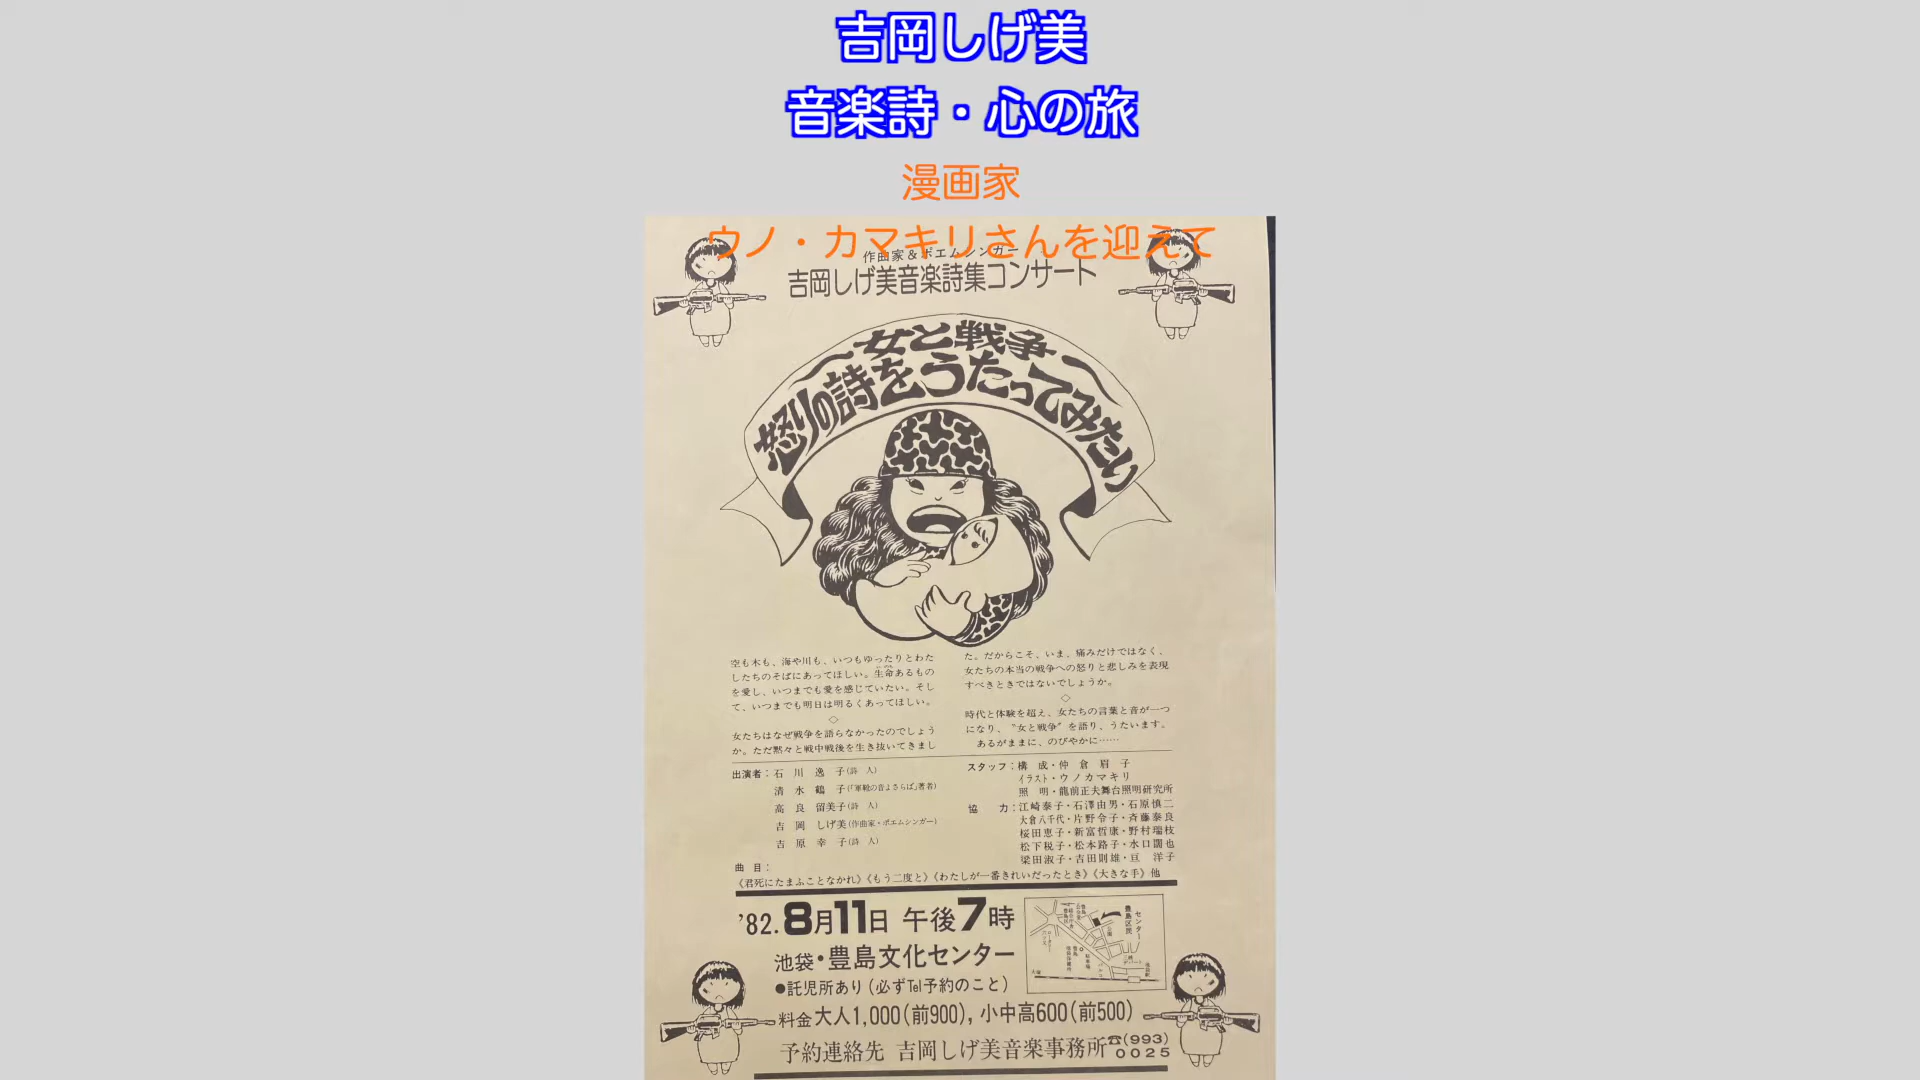 吉岡しげ美
音楽詩・心の旅
漫画家
ウノ・カマキリさんを迎えて
作曲家&ポエムシンガー
吉岡しげ美音楽詩集コンサート
〜女と戦争〜
怒りの詩をうたってみたい
空も木も、海や川も、いつもゆったりとわた
したちのそばにあってほしい。生命あるもの
を愛し、いつまでも愛を感じていたい。そし
て、いつまでも明日は明るくあってほしい。
◇
女たちはなぜ戦争を語らなかったのでしょう
か。ただ黙々と戦中戦後を生き抜いてきまし
た。だからこそ、いま、痛みだけではなく、
女たちの本当の戦争への怒りと悲しみを表現
すべきときではないでしょうか。
◇
時代と体験を超え、女たちの言葉と音が一つ
になり、〝女と戦争〟を語り、うたいます。
あるがままに、のびやかに……
出演者:石川逸子(詩人)
清水鶴子(「軍靴の音よさらば」著者)
高良留美子(詩人)
吉岡しげ美(作曲家・ポエムシンガー)
吉原幸子(詩人)
スタッフ:構成・仲倉眉子
イラスト・ウノカマキリ
照明・龍前正夫舞台照明研究所
協力:江崎泰子・石澤由男・石原慎二
大倉八千代・片野令子・斉藤泰良
桜田恵子・新富哲康・野村瑞枝
松下税子・松本路子・水口闊也
梁田淑子・吉田則雄・亘洋子
曲目:
《君死にたまふことなかれ》《もう二度と》《わたしが一番きれいだったとき》《大きな手》他
'82.8月11日 午後7時
池袋・豊島文化センター
●託児所あり(必ずTel予約のこと)
料金大人1,000(前900),小中高600(前500)
予約連絡先 吉岡しげ美音楽事務所☎(993)0025
豊島区民センター